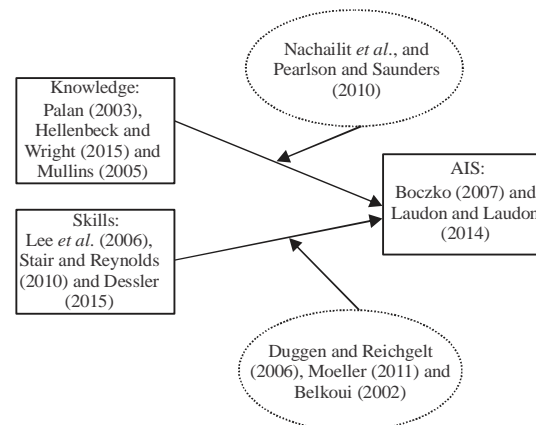 Nachailit et al., and
Pearlson and Saunders
(2010)
Knowledge:
Palan (2003),
Hellenbeck and
Wright (2015) and
Mullins (2005)
AIS:
Boczko (2007) and
Laudon and Laudon
(2014)
Skills:
Lee et al. (2006),
Stair and Reynolds
(2010) and Dessler
(2015)
Duggen and Reichgelt
(2006), Moeller (2011) and
Belkoui (2002)